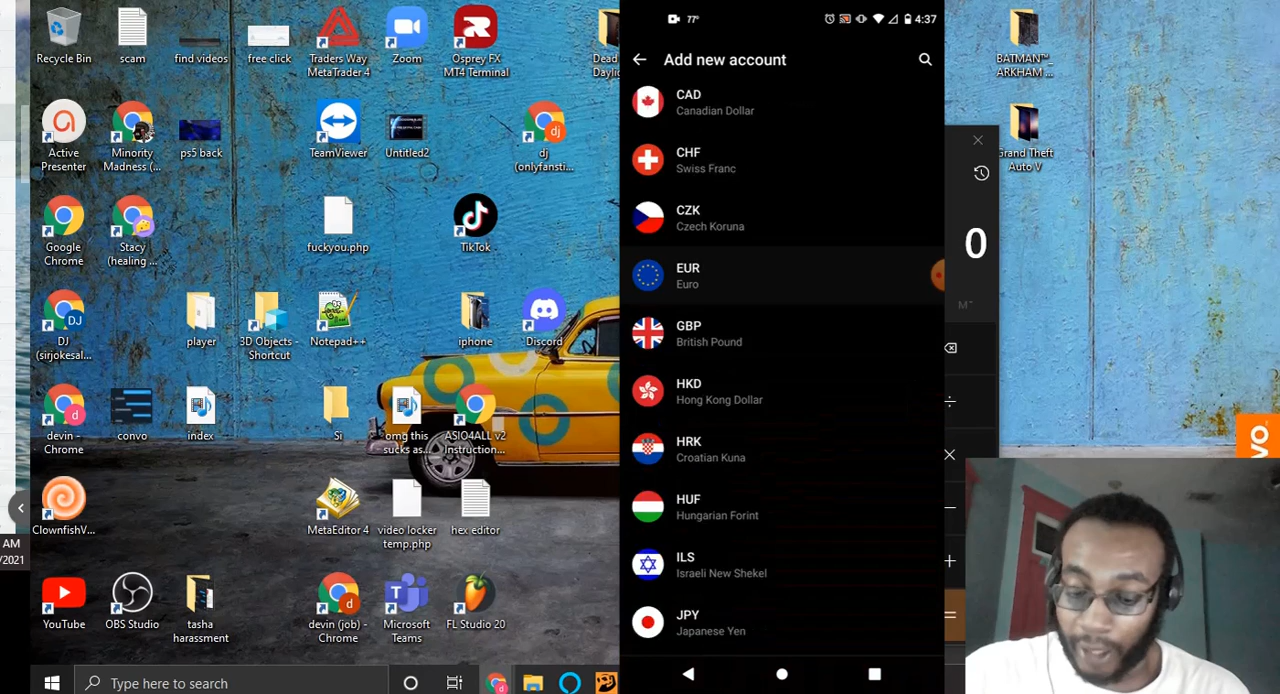 Recycle Bin
scam
find videos
free click
Traders Way
MetaTrader 4
Zoom
Osprey FX
MT4 Terminal
Dead
Daylig
Active
Presenter
Minority
Madness (...
ps5 back
TeamViewer
Untitled2
dj
(onlyfansti...
Google
Chrome
Stacy
(healing ...
fuckyou.php
TikTok
DJ
DJ
(sirjokesal...
player
3D Objects -
Shortcut
Notepad++
iphone
Discord
devin -
Chrome
convo
index
Si
omg this
sucks as...
ASIO4ALL v2
Instruction...
ClownfishV...
MetaEditor 4
video locker
temp.php
hex editor
AM
/2021
YouTube
OBS Studio
tasha
harassment
devin (job) -
Chrome
Microsoft
Teams
FL Studio 20
Type here to search
77°
4:37
Add new account
CAD
Canadian Dollar
CHF
Swiss Franc
CZK
Czech Koruna
EUR
Euro
GBP
British Pound
HKD
Hong Kong Dollar
HRK
Croatian Kuna
HUF
Hungarian Forint
ILS
Israeli New Shekel
JPY
Japanese Yen
0
M˅
÷
×
−
+
=
BATMAN™_
ARKHAM ...
Grand Theft
Auto V
VO